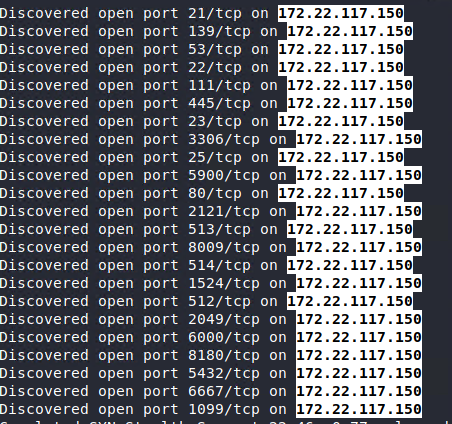 Discovered open port 21/tcp on 172.22.117.150
Discovered open port 139/tcp on 172.22.117.150
Discovered open port 53/tcp on 172.22.117.150
Discovered open port 22/tcp on 172.22.117.150
Discovered open port 111/tcp on 172.22.117.150
Discovered open port 445/tcp on 172.22.117.150
Discovered open port 23/tcp on 172.22.117.150
Discovered open port 3306/tcp on 172.22.117.150
Discovered open port 25/tcp on 172.22.117.150
Discovered open port 5900/tcp on 172.22.117.150
Discovered open port 80/tcp on 172.22.117.150
Discovered open port 2121/tcp on 172.22.117.150
Discovered open port 513/tcp on 172.22.117.150
Discovered open port 8009/tcp on 172.22.117.150
Discovered open port 514/tcp on 172.22.117.150
Discovered open port 1524/tcp on 172.22.117.150
Discovered open port 512/tcp on 172.22.117.150
Discovered open port 2049/tcp on 172.22.117.150
Discovered open port 6000/tcp on 172.22.117.150
Discovered open port 8180/tcp on 172.22.117.150
Discovered open port 5432/tcp on 172.22.117.150
Discovered open port 6667/tcp on 172.22.117.150
Discovered open port 1099/tcp on 172.22.117.150